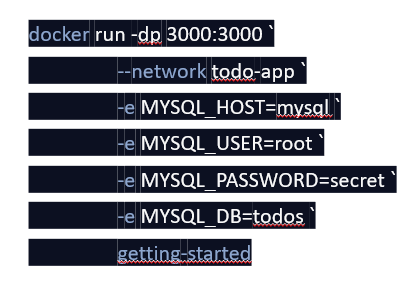 docker run -dp 3000:3000 `
--network todo-app `
-e MYSQL_HOST=mysql `
-e MYSQL_USER=root `
-e MYSQL_PASSWORD=secret `
-e MYSQL_DB=todos `
getting-started